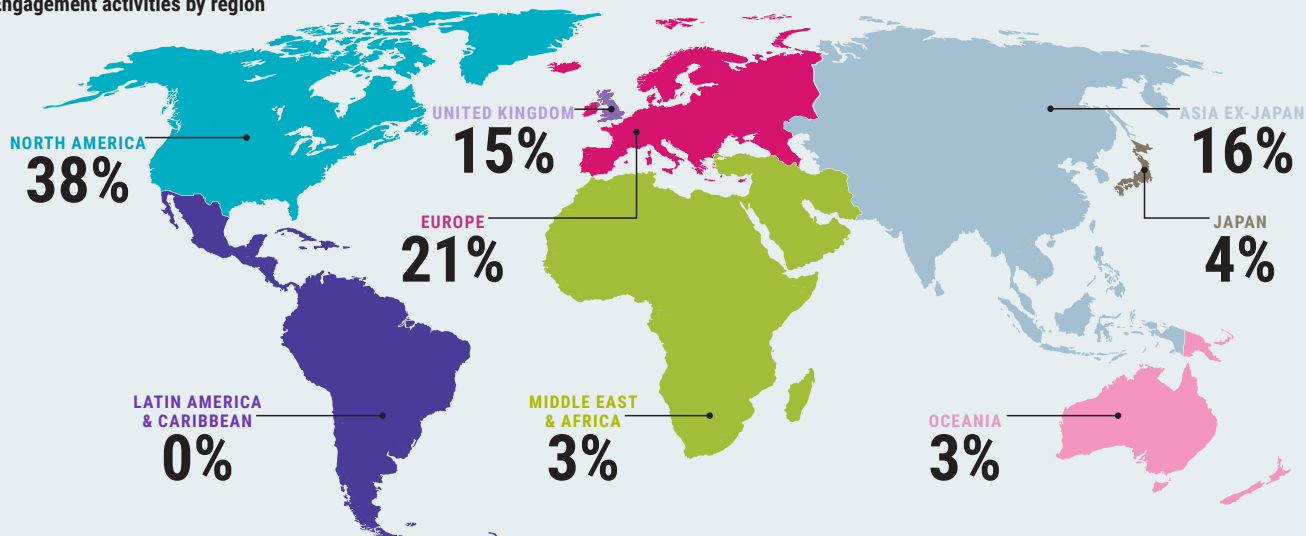 Engagement activities by region
NORTH AMERICA
38%
UNITED KINGDOM
15%
EUROPE
21%
ASIA EX-JAPAN
16%
JAPAN
4%
LATIN AMERICA
& CARIBBEAN
0%
MIDDLE EAST
& AFRICA
3%
OCEANIA
3%